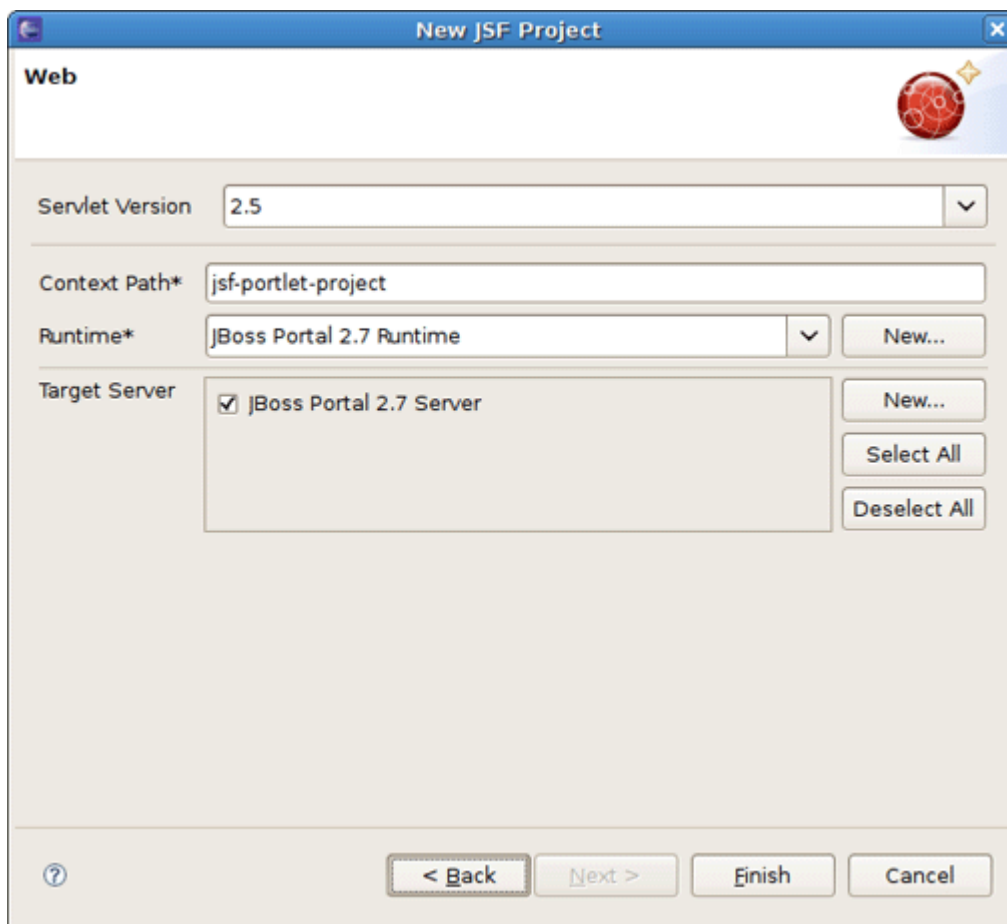 New JSF Project
Web
Servlet Version 2.5
Context Path* jsf-portlet-project
Runtime* JBoss Portal 2.7 Runtime New...
Target Server JBoss Portal 2.7 Server New...
Select All
Deselect All
? < Back Next > Finish Cancel